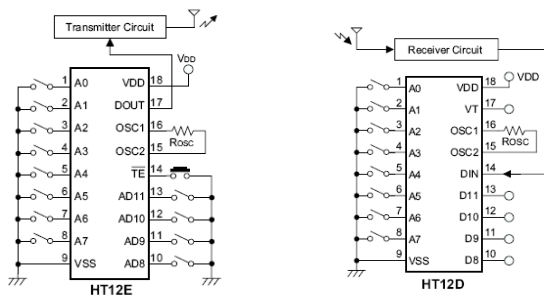 Transmitter Circuit
1 A0 VDD 18 VDD
2 A1 DOUT 17
3 A2 OSC1 16
4 A3 OSC2 15 ROSC
5 A4 TE 14
6 A5 AD11 13
7 A6 AD10 12
8 A7 AD9 11
9 VSS AD8 10
HT12E
Receiver Circuit
1 A0 VDD 18 VDD
2 A1 VT 17
3 A2 OSC1 16
4 A3 OSC2 15 ROSC
5 A4 DIN 14
6 A5 D11 13
7 A6 D10 12
8 A7 D9 11
9 VSS D8 10
HT12D